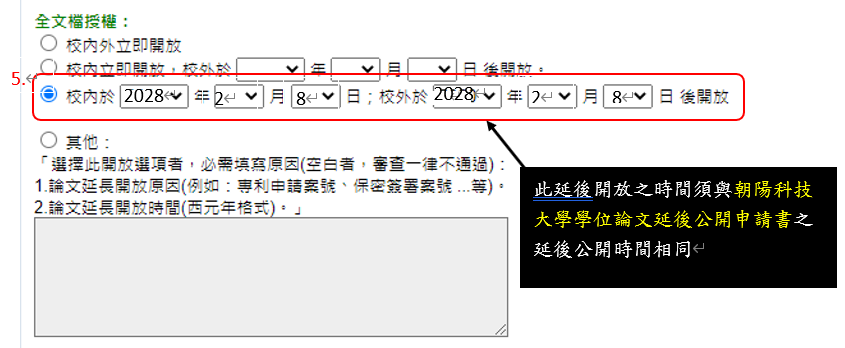 全文檔授權：
校內外立即開放
校內立即開放，校外於 年 月 日 後開放。
5.
校內於 2028 年 2 月 8 日；校外於 2028 年 2 月 8 日 後開放
其他：
「選擇此開放選項者，必需填寫原因(空白者，審查一律不通過)：
1.論文延長開放原因(例如：專利申請案號、保密簽署案號 ...等)。
2.論文延長開放時間(西元年格式)。」
此延後開放之時間須與朝陽科技
大學學位論文延後公開申請書之
延後公開時間相同